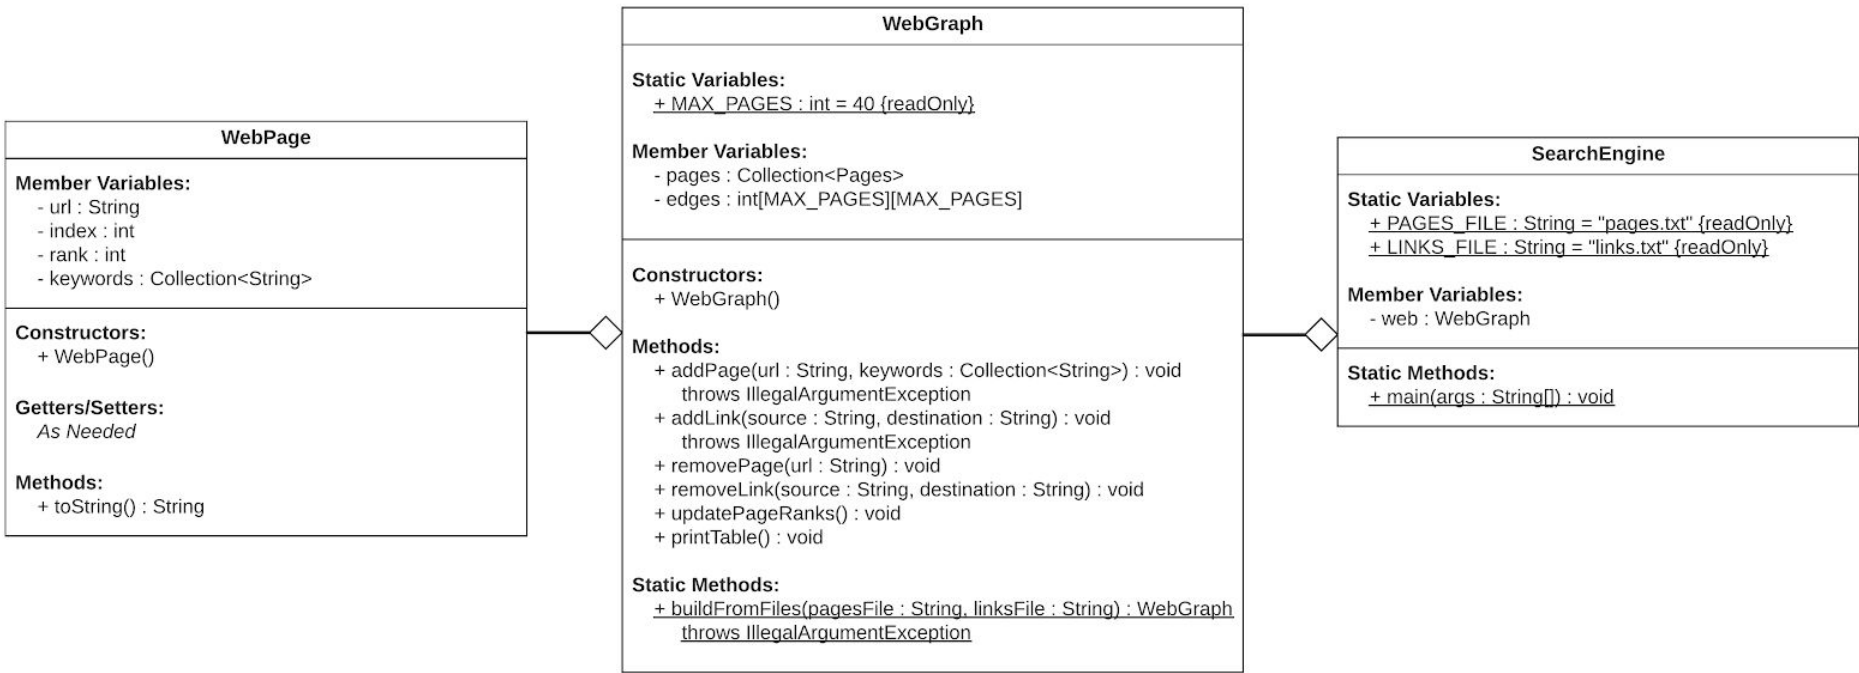 WebPage
Member Variables:
- url : String
- index : int
- rank : int
- keywords : Collection<String>
Constructors:
+ WebPage()
Getters/Setters:
As Needed
Methods:
+ toString() : String
WebGraph
Static Variables:
+ MAX_PAGES : int = 40 {readOnly}
Member Variables:
- pages : Collection<Pages>
- edges : int[MAX_PAGES][MAX_PAGES]
Constructors:
+ WebGraph()
Methods:
+ addPage(url : String, keywords : Collection<String>) : void
throws IllegalArgumentException
+ addLink(source : String, destination : String) : void
throws IllegalArgumentException
+ removePage(url : String) : void
+ removeLink(source : String, destination : String) : void
+ updatePageRanks() : void
+ printTable() : void
Static Methods:
+ buildFromFiles(pagesFile : String, linksFile : String) : WebGraph
throws IllegalArgumentException
SearchEngine
Static Variables:
+ PAGES_FILE : String = "pages.txt" {readOnly}
+ LINKS_FILE : String = "links.txt" {readOnly}
Member Variables:
- web : WebGraph
Static Methods:
+ main(args : String[]) : void